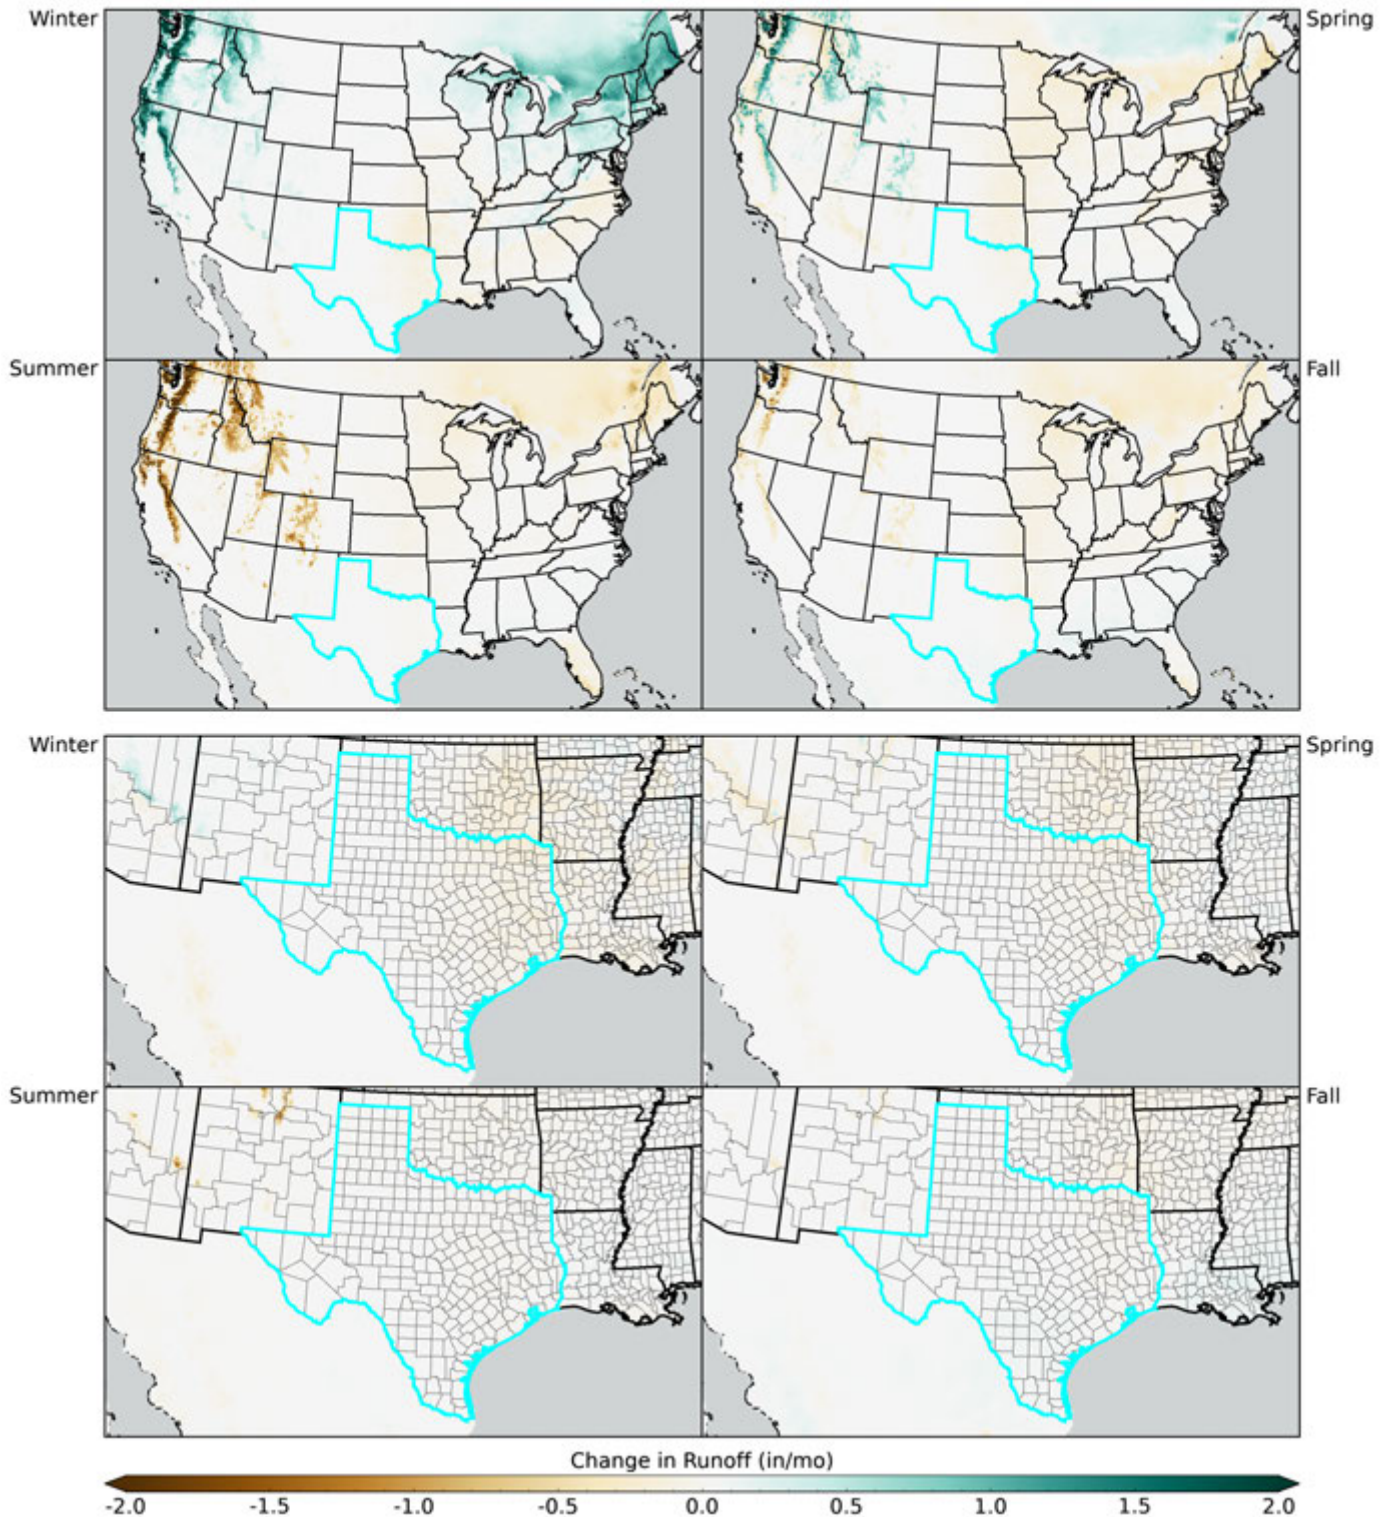 Winter
Spring
Summer
Fall
Winter
Spring
Summer
Fall
Change in Runoff (in/mo)
-2.0 -1.5 -1.0 -0.5 0.0 0.5 1.0 1.5 2.0